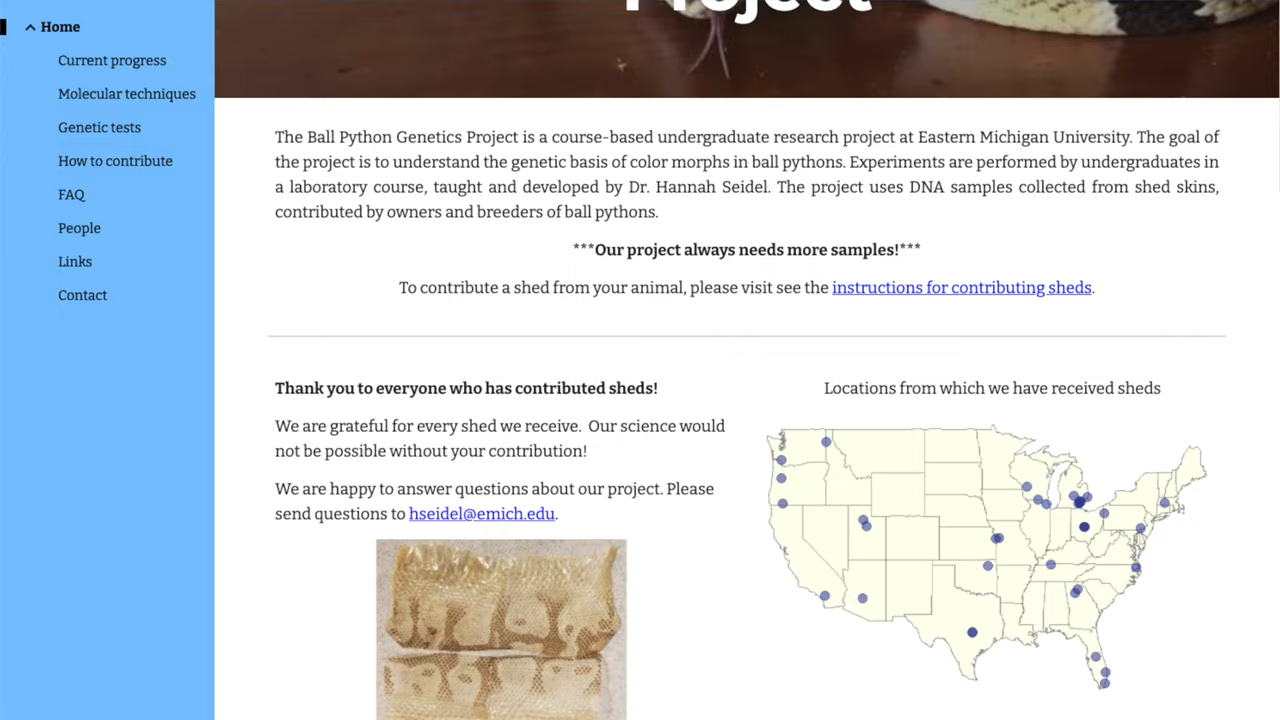 Project
Home
Current progress
Molecular techniques
Genetic tests
How to contribute
FAQ
People
Links
Contact
The Ball Python Genetics Project is a course-based undergraduate research project at Eastern Michigan University. The goal of
the project is to understand the genetic basis of color morphs in ball pythons. Experiments are performed by undergraduates in
a laboratory course, taught and developed by Dr. Hannah Seidel. The project uses DNA samples collected from shed skins,
contributed by owners and breeders of ball pythons.
***Our project always needs more samples!***
To contribute a shed from your animal, please visit see the instructions for contributing sheds.
Thank you to everyone who has contributed sheds!
We are grateful for every shed we receive.  Our science would
not be possible without your contribution!
We are happy to answer questions about our project. Please
send questions to hseidel@emich.edu.
Locations from which we have received sheds